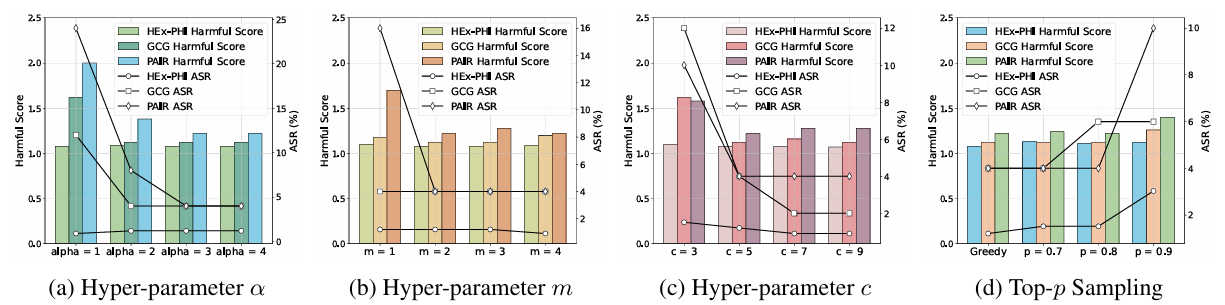 HEx-PHI Harmful Score
GCG Harmful Score
PAIR Harmful Score
HEx-PHI ASR
GCG ASR
PAIR ASR
Harmful Score
2.5
2.0
1.5
1.0
0.5
0.0
25
20
15
10
5
0
ASR (%)
alpha = 1 alpha = 2 alpha = 3 alpha = 4
(a) Hyper-parameter α
HEx-PHI Harmful Score
GCG Harmful Score
PAIR Harmful Score
HEx-PHI ASR
GCG ASR
PAIR ASR
Harmful Score
2.5
2.0
1.5
1.0
0.5
0.0
16
14
12
10
8
6
4
2
ASR (%)
m = 1 m = 2 m = 3 m = 4
(b) Hyper-parameter m
HEx-PHI Harmful Score
GCG Harmful Score
PAIR Harmful Score
HEx-PHI ASR
GCG ASR
PAIR ASR
Harmful Score
2.5
2.0
1.5
1.0
0.5
0.0
12
10
8
6
4
2
ASR (%)
c = 3 c = 5 c = 7 c = 9
(c) Hyper-parameter c
HEx-PHI Harmful Score
GCG Harmful Score
PAIR Harmful Score
HEx-PHI ASR
GCG ASR
PAIR ASR
Harmful Score
2.5
2.0
1.5
1.0
0.5
0.0
10
8
6
4
2
ASR (%)
Greedy p = 0.7 p = 0.8 p = 0.9
(d) Top-p Sampling